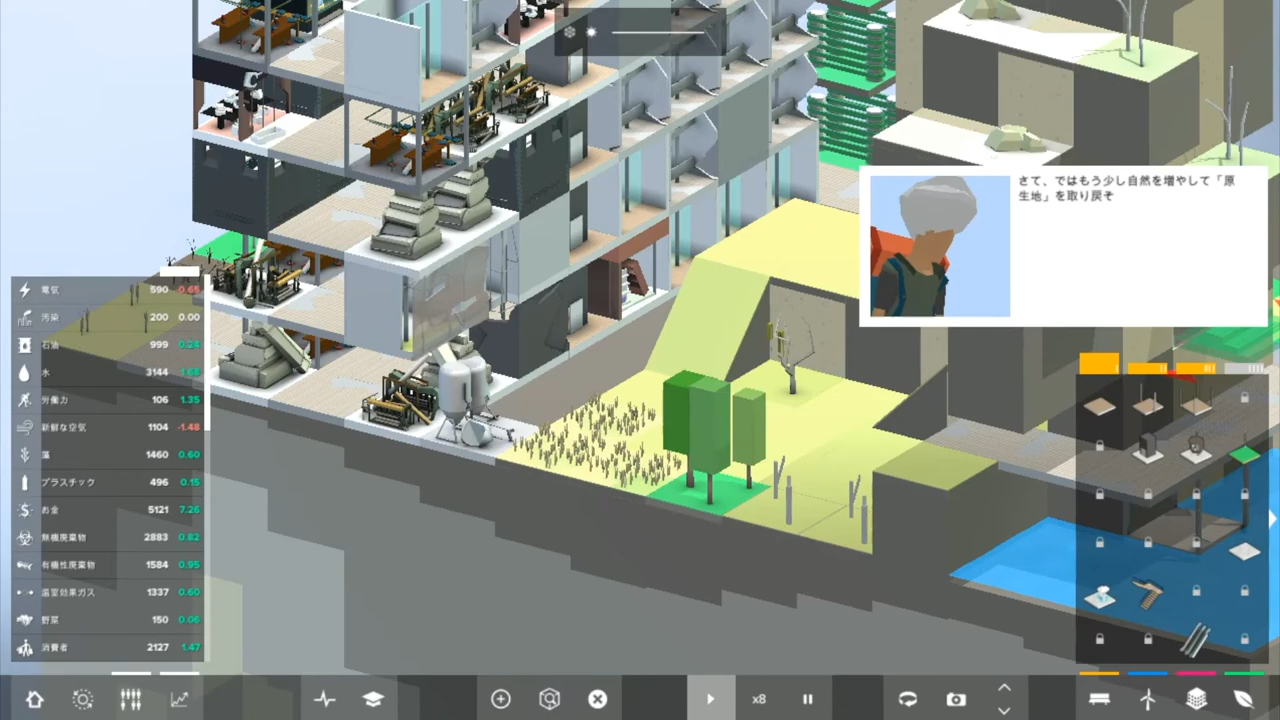 さて、ではもう少し自然を増やして「原
生地」を取り戻そ
電気 590 -0.65
汚染 200 0.00
石油 999 0.24
水 3144 1.68
労働力 106 1.35
新鮮な空気 1104 -1.48
藻 1460 0.60
プラスチック 496 0.15
お金 5121 7.26
無機廃棄物 2883 0.82
有機性廃棄物 1584 0.95
温室効果ガス 1337 0.60
野菜 150 0.06
消費者 2127 1.47
x8